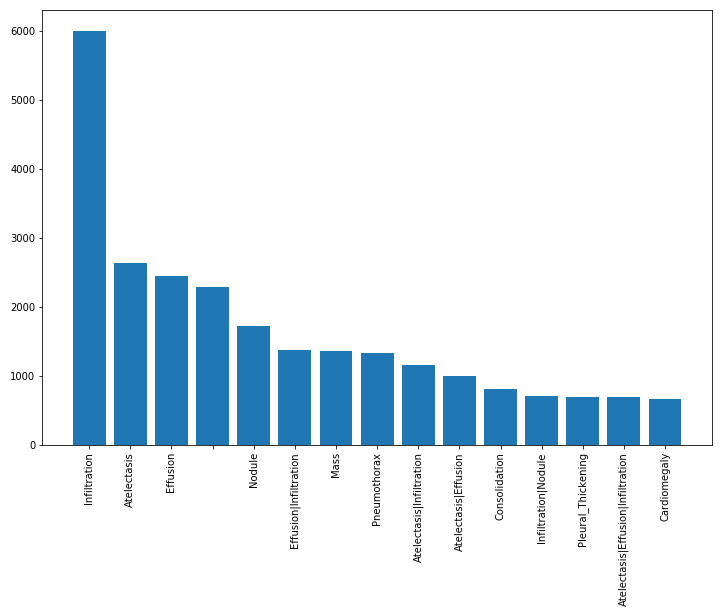 6000
5000
4000
3000
2000
1000
0
Infiltration
Atelectasis
Effusion
Nodule
Effusion|Infiltration
Mass
Pneumothorax
Atelectasis|Infiltration
Atelectasis|Effusion
Consolidation
Infiltration|Nodule
Pleural_Thickening
Atelectasis|Effusion|Infiltration
Cardiomegaly